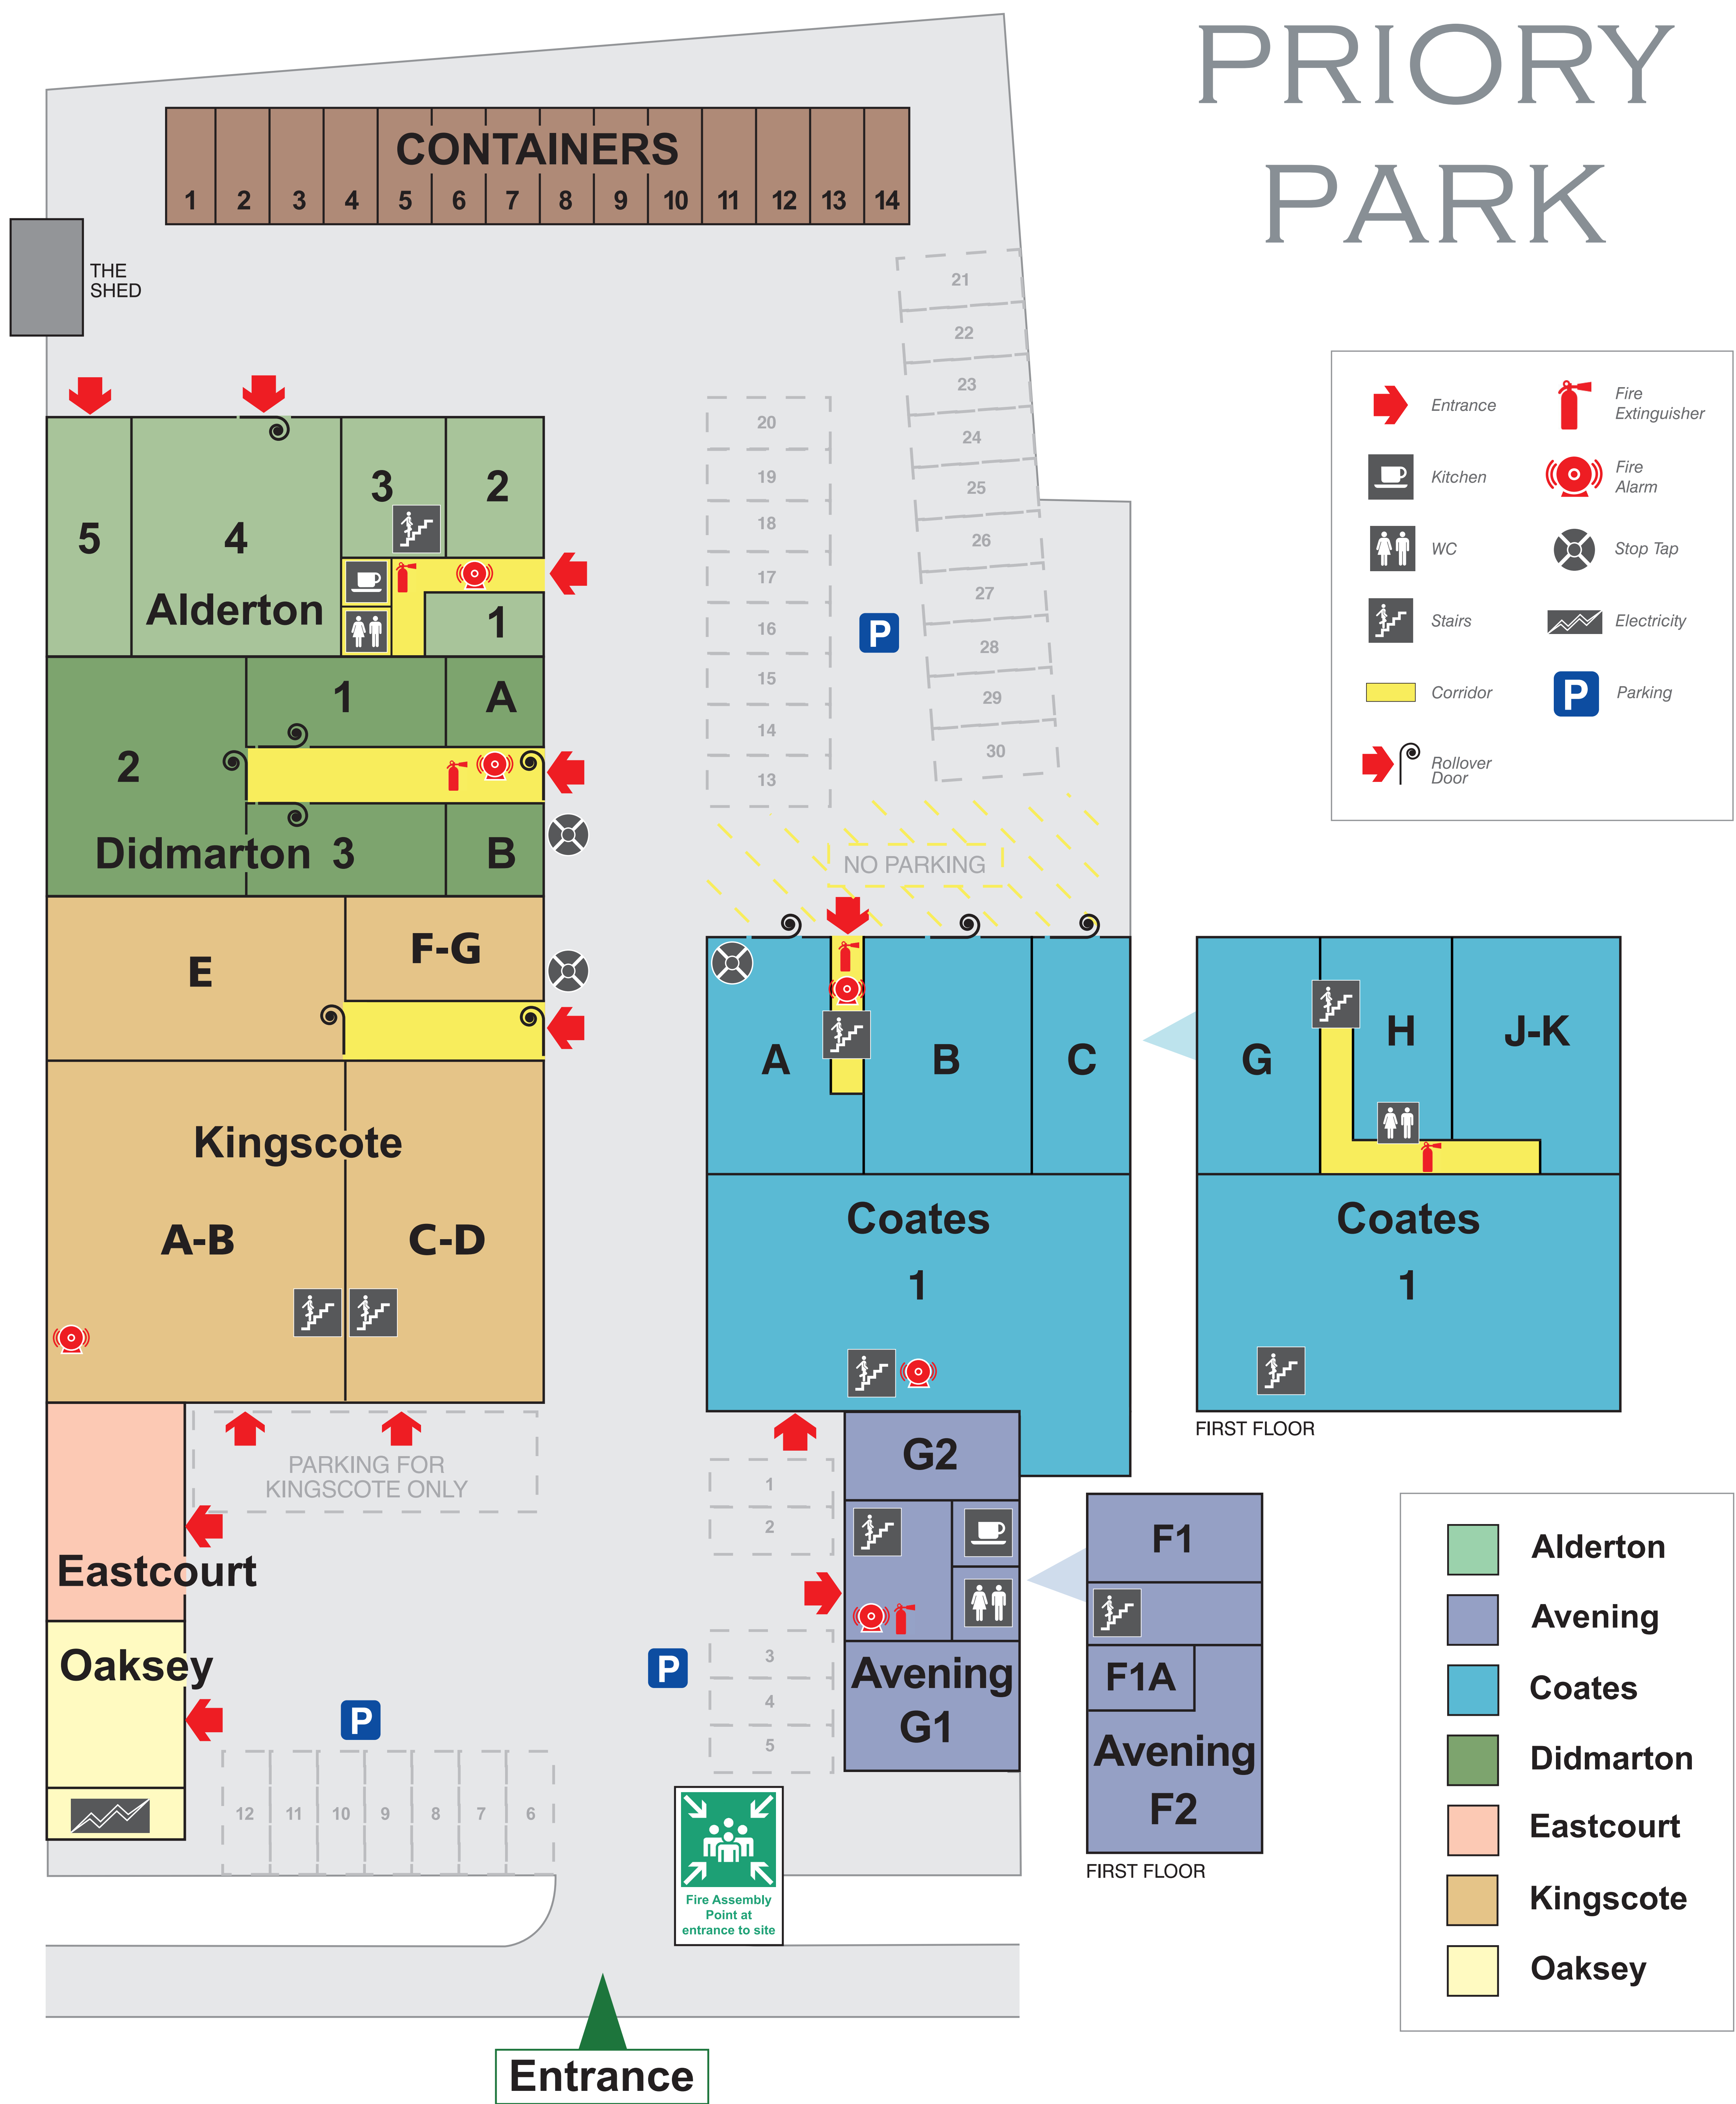 PRIORY
PARK
CONTAINERS
1 2 3 4 5 6 7 8 9 10 11 12 13 14
THE
SHED
21
22
23
24
25
26
27
28
29
30
20
19
18
17
16
15
14
13
P
Entrance
Fire
Extinguisher
Kitchen
Fire
Alarm
WC
Stop Tap
Stairs
Electricity
Corridor
P
Parking
Rollover
Door
5
4
3
2
Alderton
1
1
A
2
Didmarton 3
B
NO PARKING
E
F-G
Kingscote
A-B
C-D
A
B
C
Coates
1
G
H
J-K
Coates
1
FIRST FLOOR
PARKING FOR
KINGSCOTE ONLY
Eastcourt
Oaksey
P
12 11 10 9 8 7 6
P
1
2
3
4
5
G2
Avening
G1
F1
F1A
Avening
F2
FIRST FLOOR
Alderton
Avening
Coates
Didmarton
Eastcourt
Kingscote
Oaksey
Fire Assembly
Point at
entrance to site
Entrance